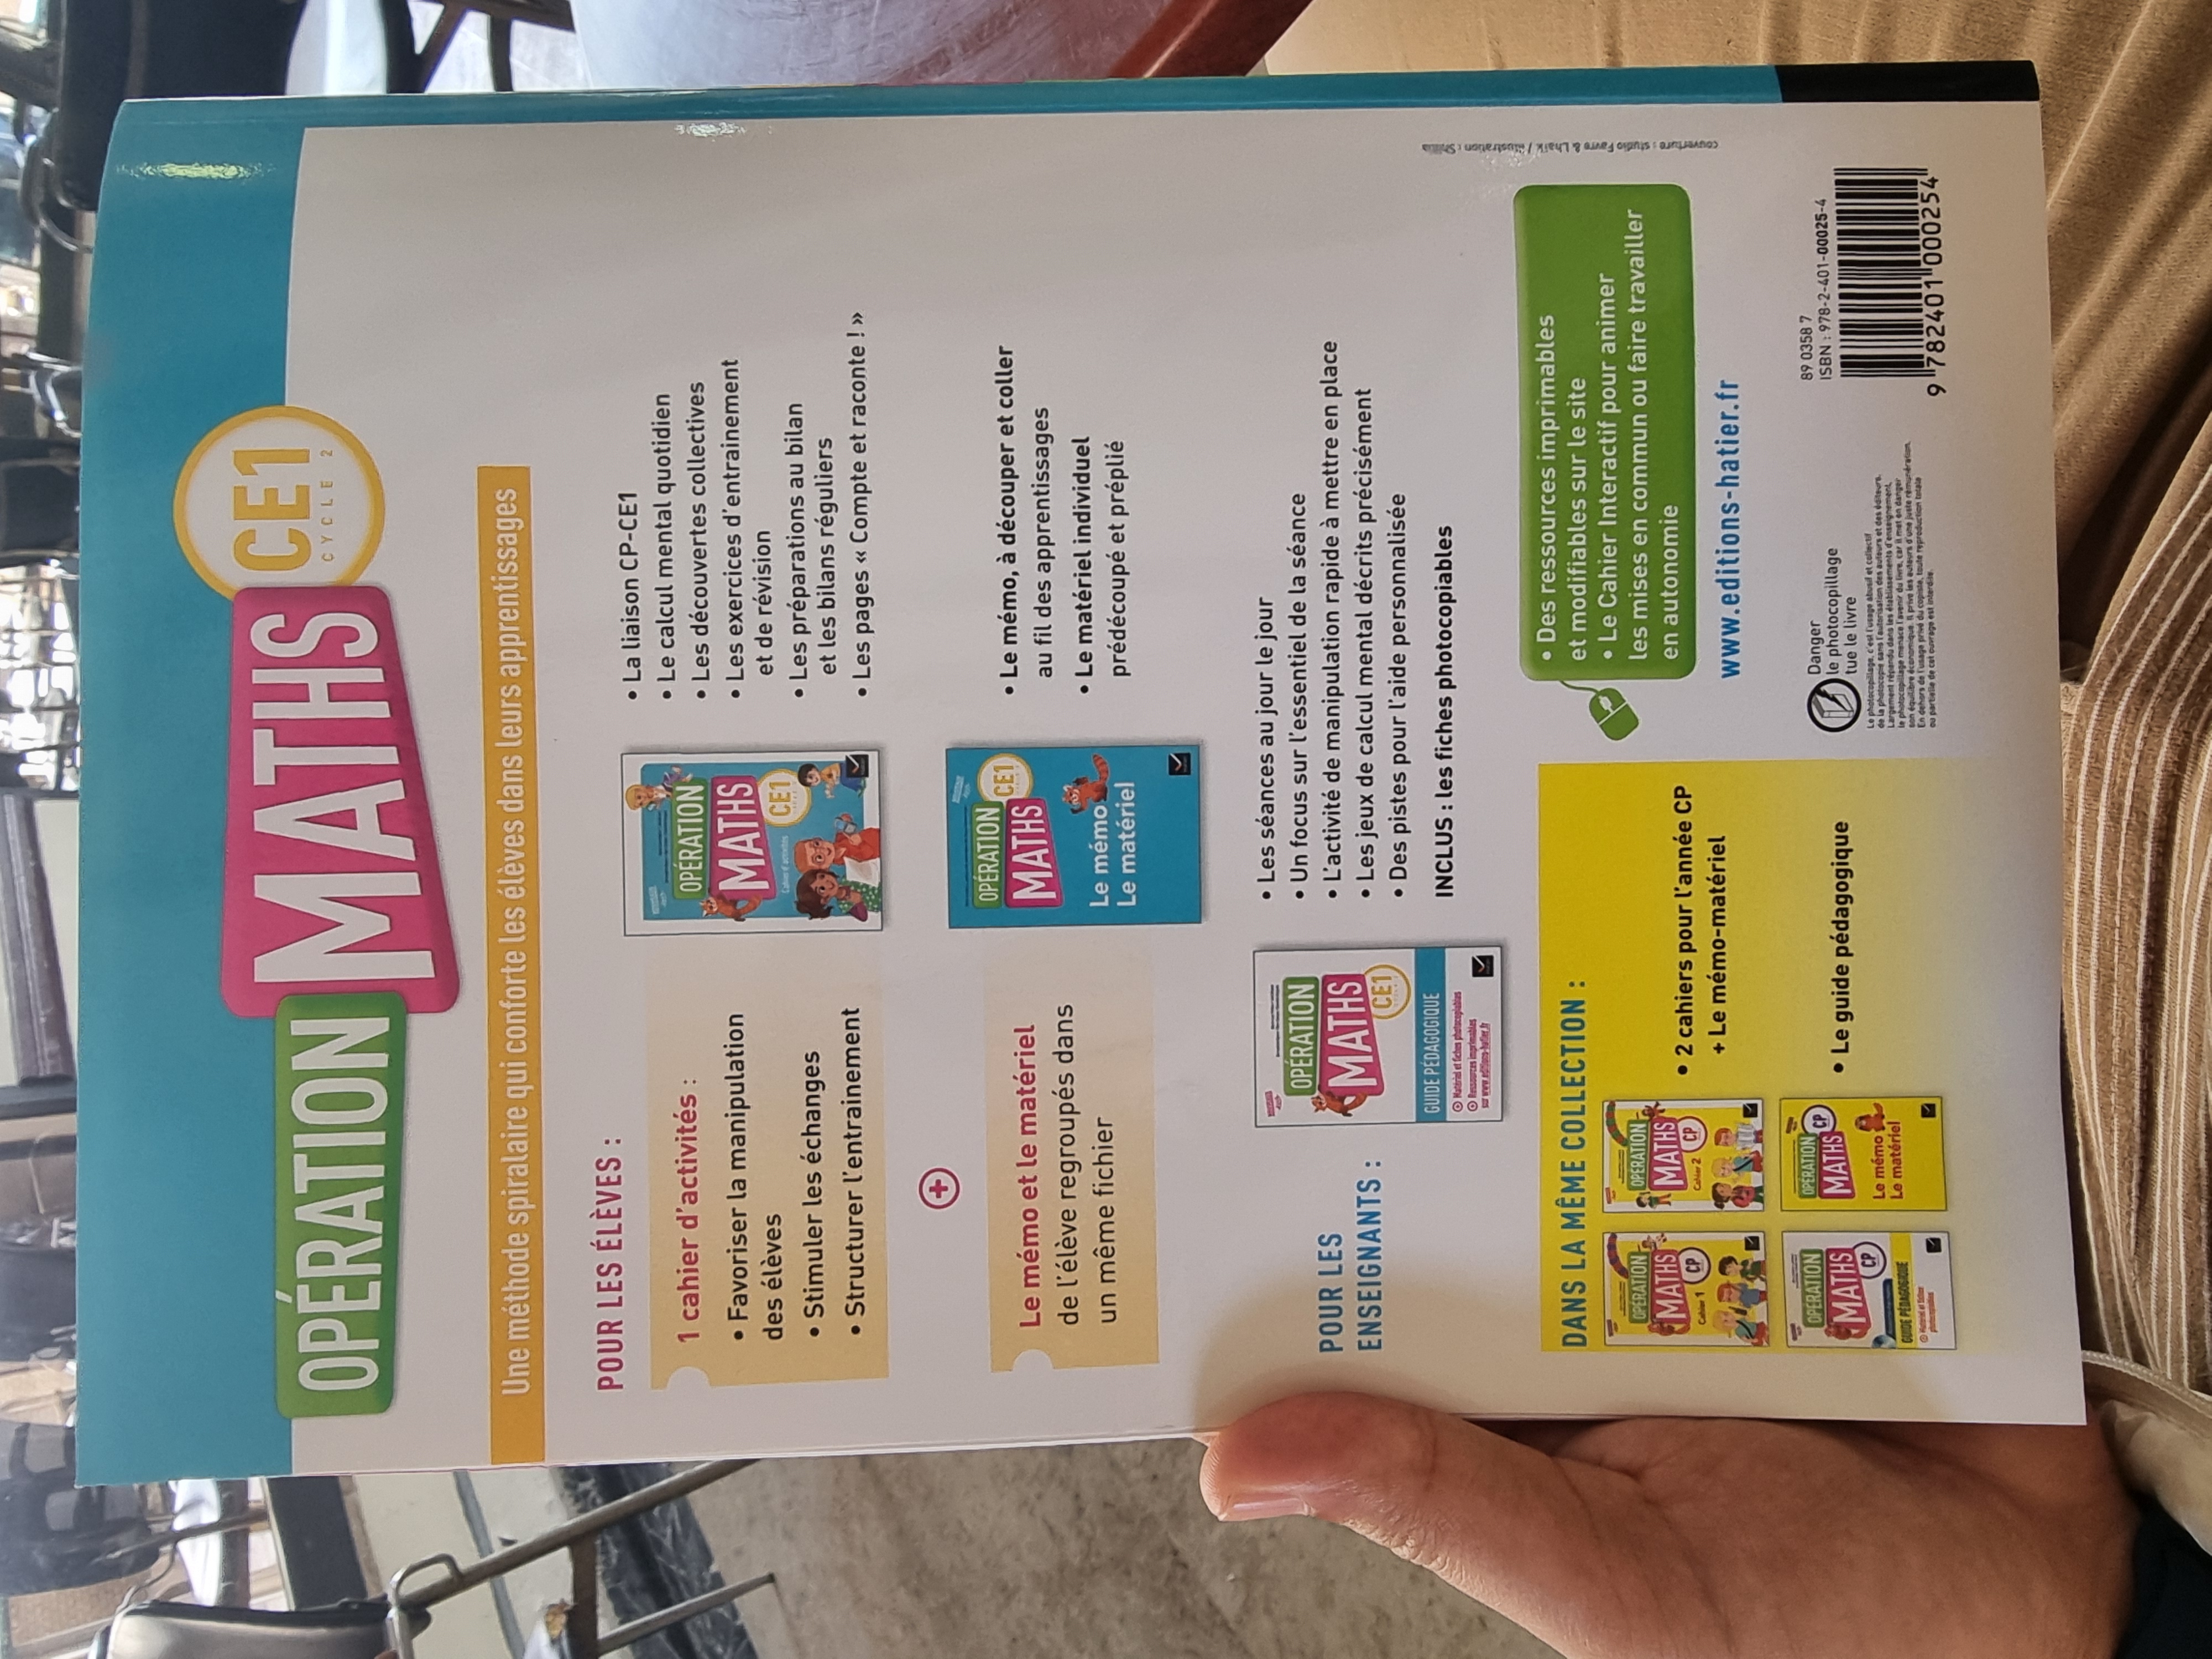 OPÉRATION
MATHS
CE1
CYCLE 2
Une méthode spiralaire qui conforte les élèves dans leurs apprentissages
POUR LES ÉLÈVES :
1 cahier d'activités :
• Favoriser la manipulation
des élèves
• Stimuler les échanges
• Structurer l'entrainement
OPÉRATION
MATHS
Cahier d'activités
CE1
• La liaison CP-CE1
• Le calcul mental quotidien
• Les découvertes collectives
• Les exercices d'entrainement
et de révision
• Les préparations au bilan
et les bilans réguliers
• Les pages « Compte et raconte ! »
Le mémo et le matériel
de l'élève regroupés dans
un même fichier
OPÉRATION
CE1
MATHS
Le mémo
Le matériel
• Le mémo, à découper et coller
au fil des apprentissages
• Le matériel individuel
prédécoupé et préplié
POUR LES
ENSEIGNANTS :
OPÉRATION
MATHS
CE1
GUIDE PÉDAGOGIQUE
Matériel et fiches photocopiables
Ressources imprimables
sur www.editions-hatier.fr
• Les séances au jour le jour
• Un focus sur l'essentiel de la séance
• L'activité de manipulation rapide à mettre en place
• Les jeux de calcul mental décrits précisément
• Des pistes pour l'aide personnalisée
INCLUS : les fiches photocopiables
DANS LA MÊME COLLECTION :
OPÉRATION
MATHS
Cahier 1
CP
OPÉRATION
MATHS
Cahier 2
CP
• 2 cahiers pour l'année CP
+ Le mémo-matériel
OPÉRATION
MATHS
CP
GUIDE PÉDAGOGIQUE
Matériel et fiches
photocopiables
OPÉRATION
CP
MATHS
Le mémo
Le matériel
• Le guide pédagogique
• Des ressources imprimables
et modifiables sur le site
• Le Cahier Interactif pour animer
les mises en commun ou faire travailler
en autonomie
www.editions-hatier.fr
Danger
le photocopillage
tue le livre
Le photocopillage, c'est l'usage abusif et collectif
de la photocopie sans l'autorisation des auteurs et des éditeurs.
Largement répandu dans les établissements d'enseignement,
le photocopillage menace l'avenir du livre, car il met en danger
son équilibre économique. Il prive les auteurs d'une juste rémunération.
En dehors de l'usage privé du copiste, toute reproduction totale
ou partielle de cet ouvrage est interdite.
89 0358 7
ISBN : 978-2-401-00025-4
9 782401 000254
couverture : studio Favre & Lhaïk / illustration : Shiilia